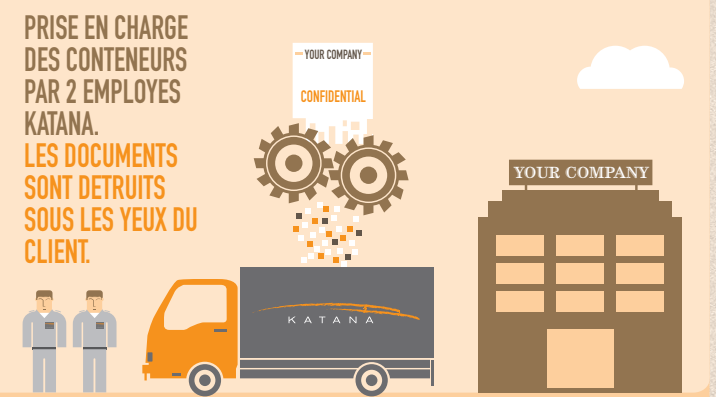 PRISE EN CHARGE
DES CONTENEURS
PAR 2 EMPLOYES
KATANA.
LES DOCUMENTS
SONT DETRUITS
SOUS LES YEUX DU
CLIENT.
YOUR COMPANY
CONFIDENTIAL
YOUR COMPANY
KATANA